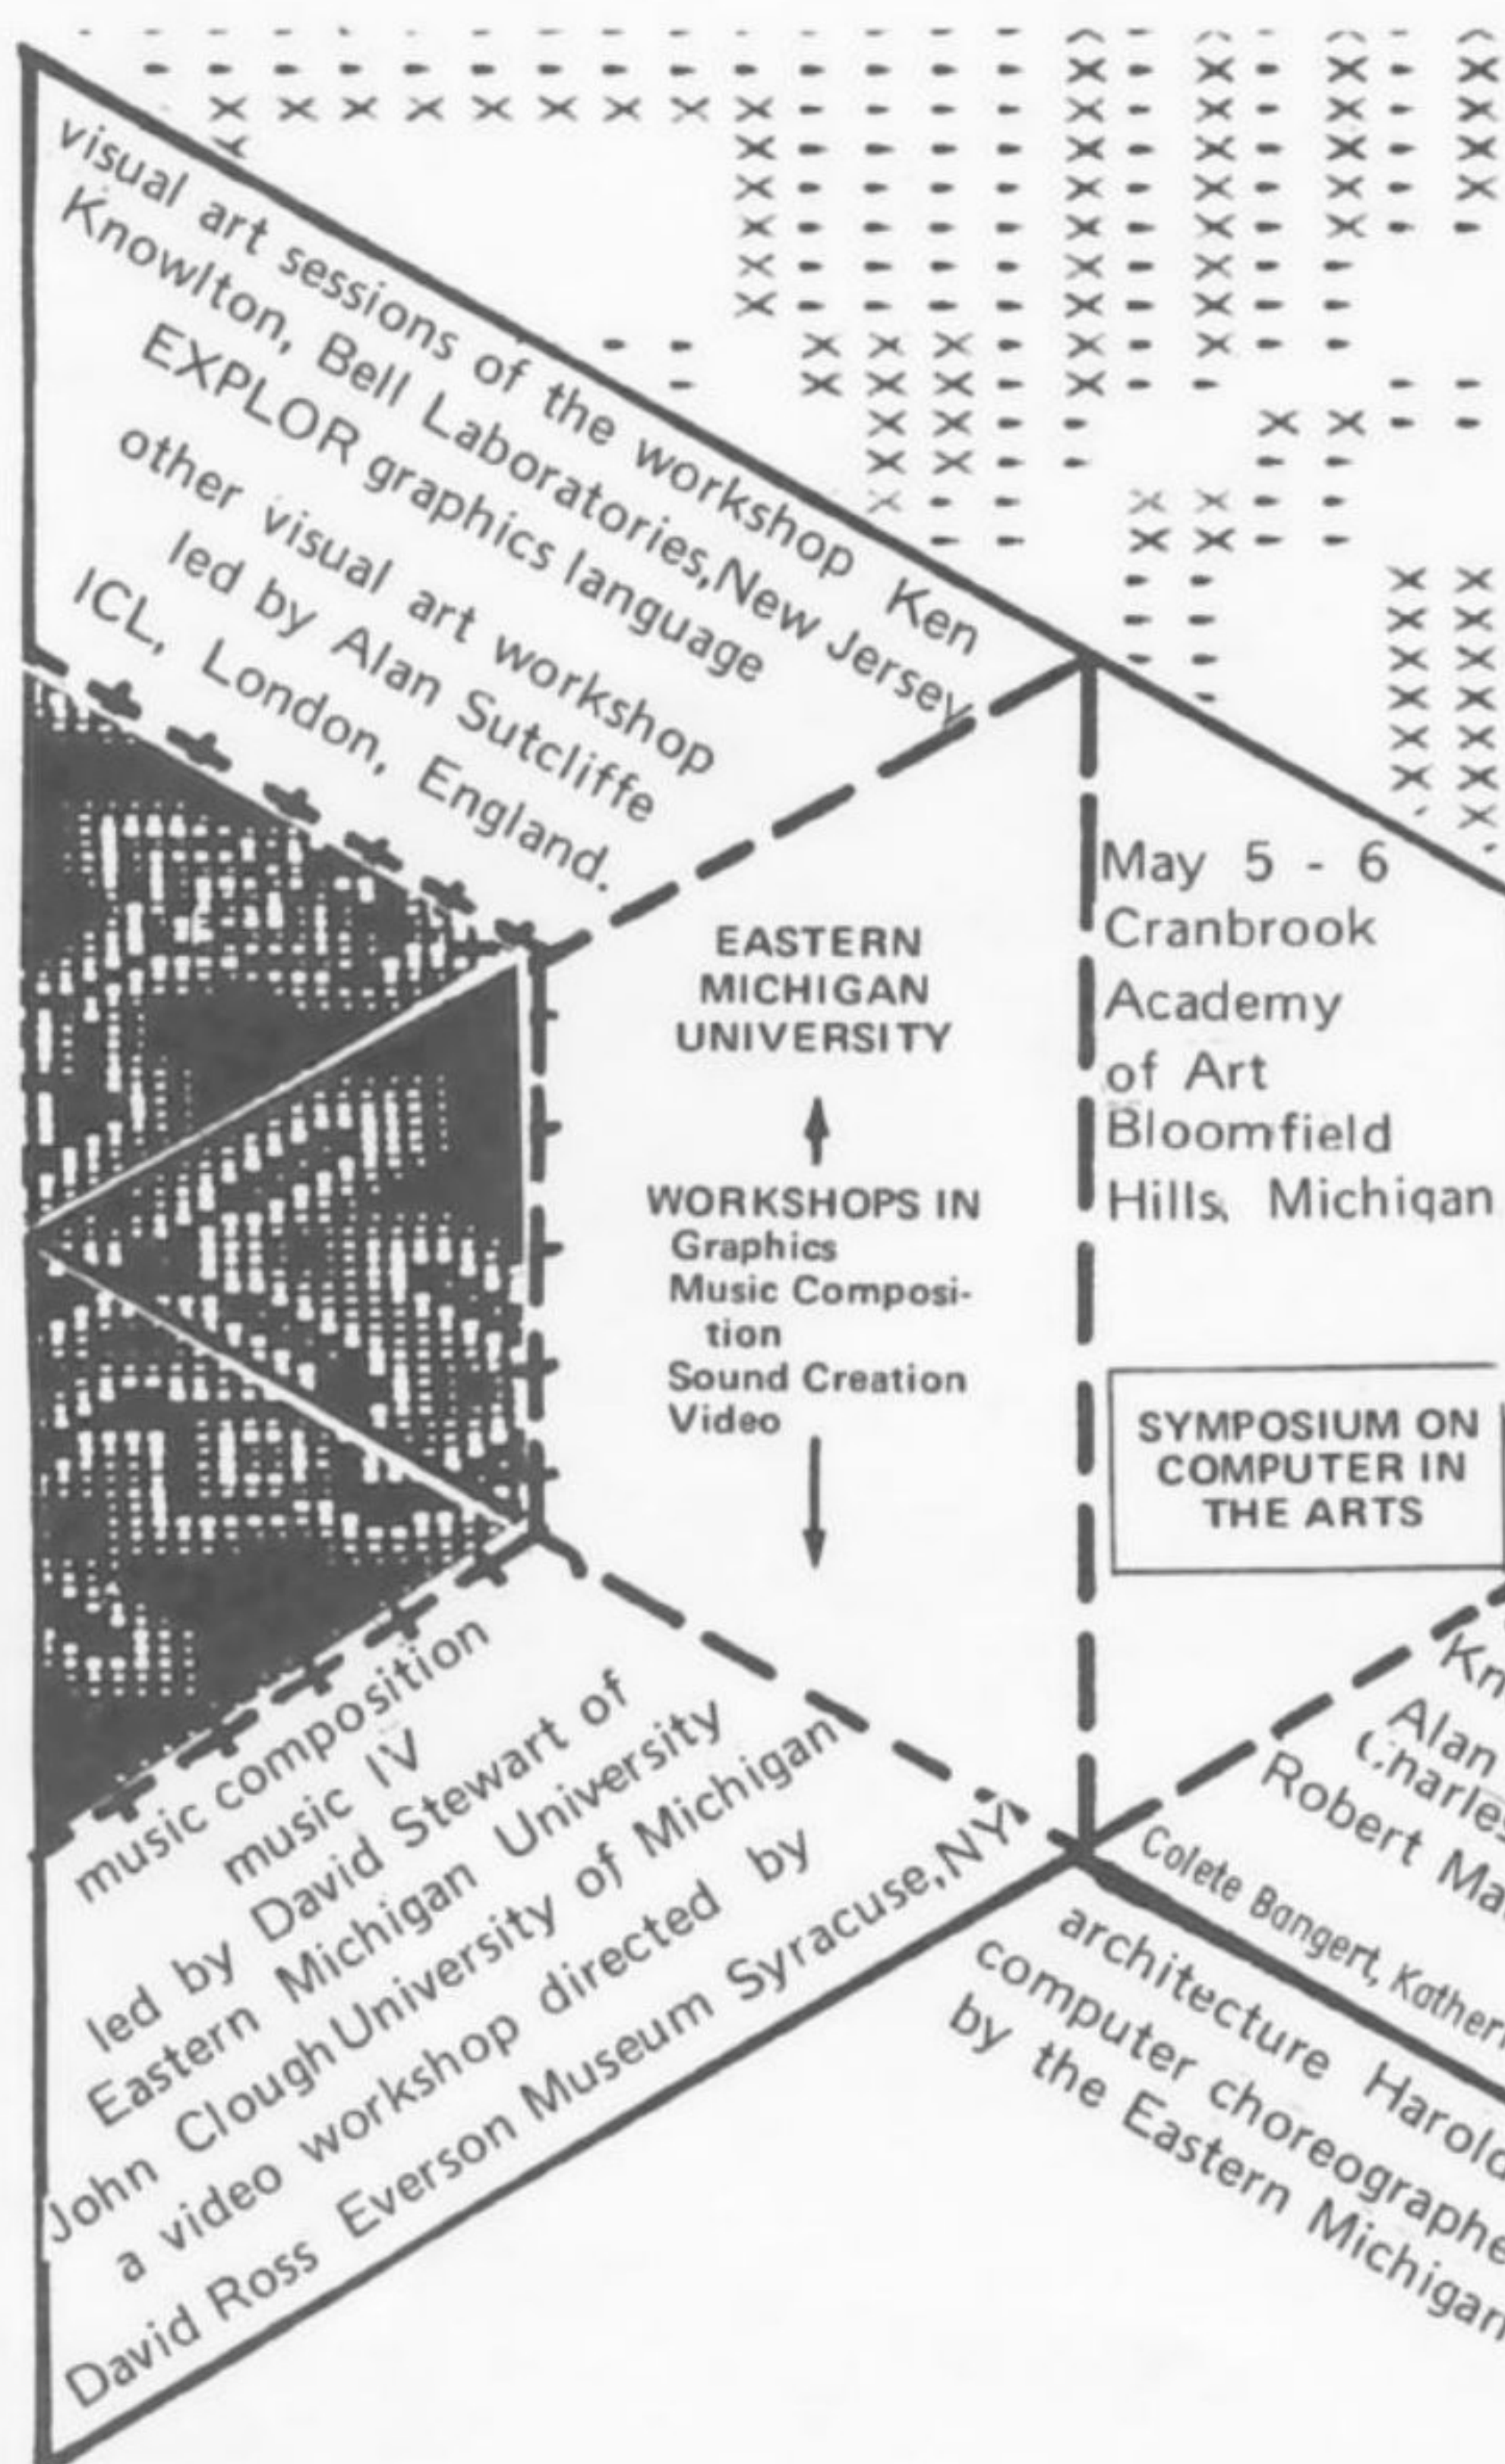 visual art sessions of the workshop Ken
Knowlton, Bell Laboratories,New Jersey
EXPLOR graphics language
other visual art workshop
led by Alan Sutcliffe
ICL, London, England.
EASTERN
MICHIGAN
UNIVERSITY
WORKSHOPS IN
Graphics
Music Composi-
tion
Sound Creation
Video
May 5 - 6
Cranbrook
Academy
of Art
Bloomfield
Hills, Michigan
SYMPOSIUM ON
COMPUTER IN
THE ARTS
music composition
music IV
led by David Stewart of
Eastern Michigan University
John Clough University of Michigan
a video workshop directed by
David Ross Everson Museum Syracuse,NY.
Alan
Charles
Robert
Colete Bangert,
architecture Harold
computer
by the Eastern Michigan